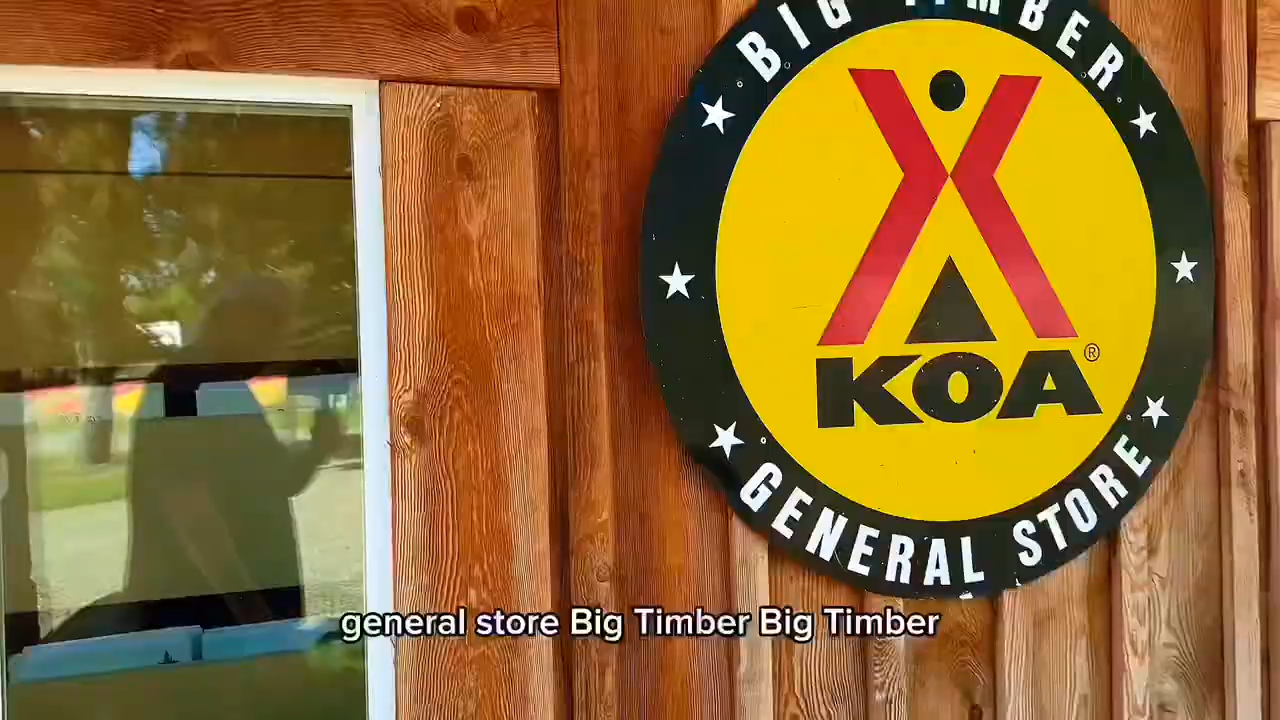 BIG TIMBER
KOA®
GENERAL STORE
general store Big Timber Big Timber